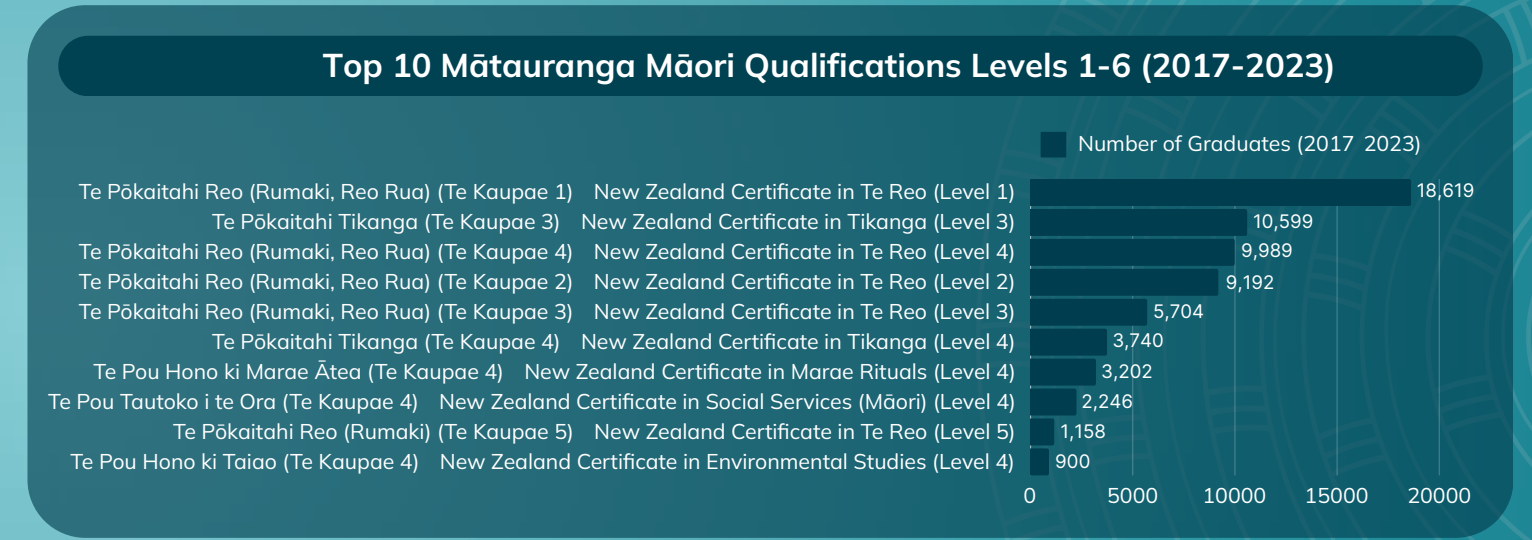 Top 10 Mātauranga Māori Qualifications Levels 1-6 (2017-2023)
Number of Graduates (2017 2023)
Te Pōkaitahi Reo (Rumaki, Reo Rua) (Te Kaupae 1) New Zealand Certificate in Te Reo (Level 1) 18,619
Te Pōkaitahi Tikanga (Te Kaupae 3) New Zealand Certificate in Tikanga (Level 3) 10,599
Te Pōkaitahi Reo (Rumaki, Reo Rua) (Te Kaupae 4) New Zealand Certificate in Te Reo (Level 4) 9,989
Te Pōkaitahi Reo (Rumaki, Reo Rua) (Te Kaupae 2) New Zealand Certificate in Te Reo (Level 2) 9,192
Te Pōkaitahi Reo (Rumaki, Reo Rua) (Te Kaupae 3) New Zealand Certificate in Te Reo (Level 3) 5,704
Te Pōkaitahi Tikanga (Te Kaupae 4) New Zealand Certificate in Tikanga (Level 4) 3,740
Te Pou Hono ki Marae Ātea (Te Kaupae 4) New Zealand Certificate in Marae Rituals (Level 4) 3,202
Te Pou Tautoko i te Ora (Te Kaupae 4) New Zealand Certificate in Social Services (Māori) (Level 4) 2,246
Te Pōkaitahi Reo (Rumaki) (Te Kaupae 5) New Zealand Certificate in Te Reo (Level 5) 1,158
Te Pou Hono ki Taiao (Te Kaupae 4) New Zealand Certificate in Environmental Studies (Level 4) 900
0 5000 10000 15000 20000